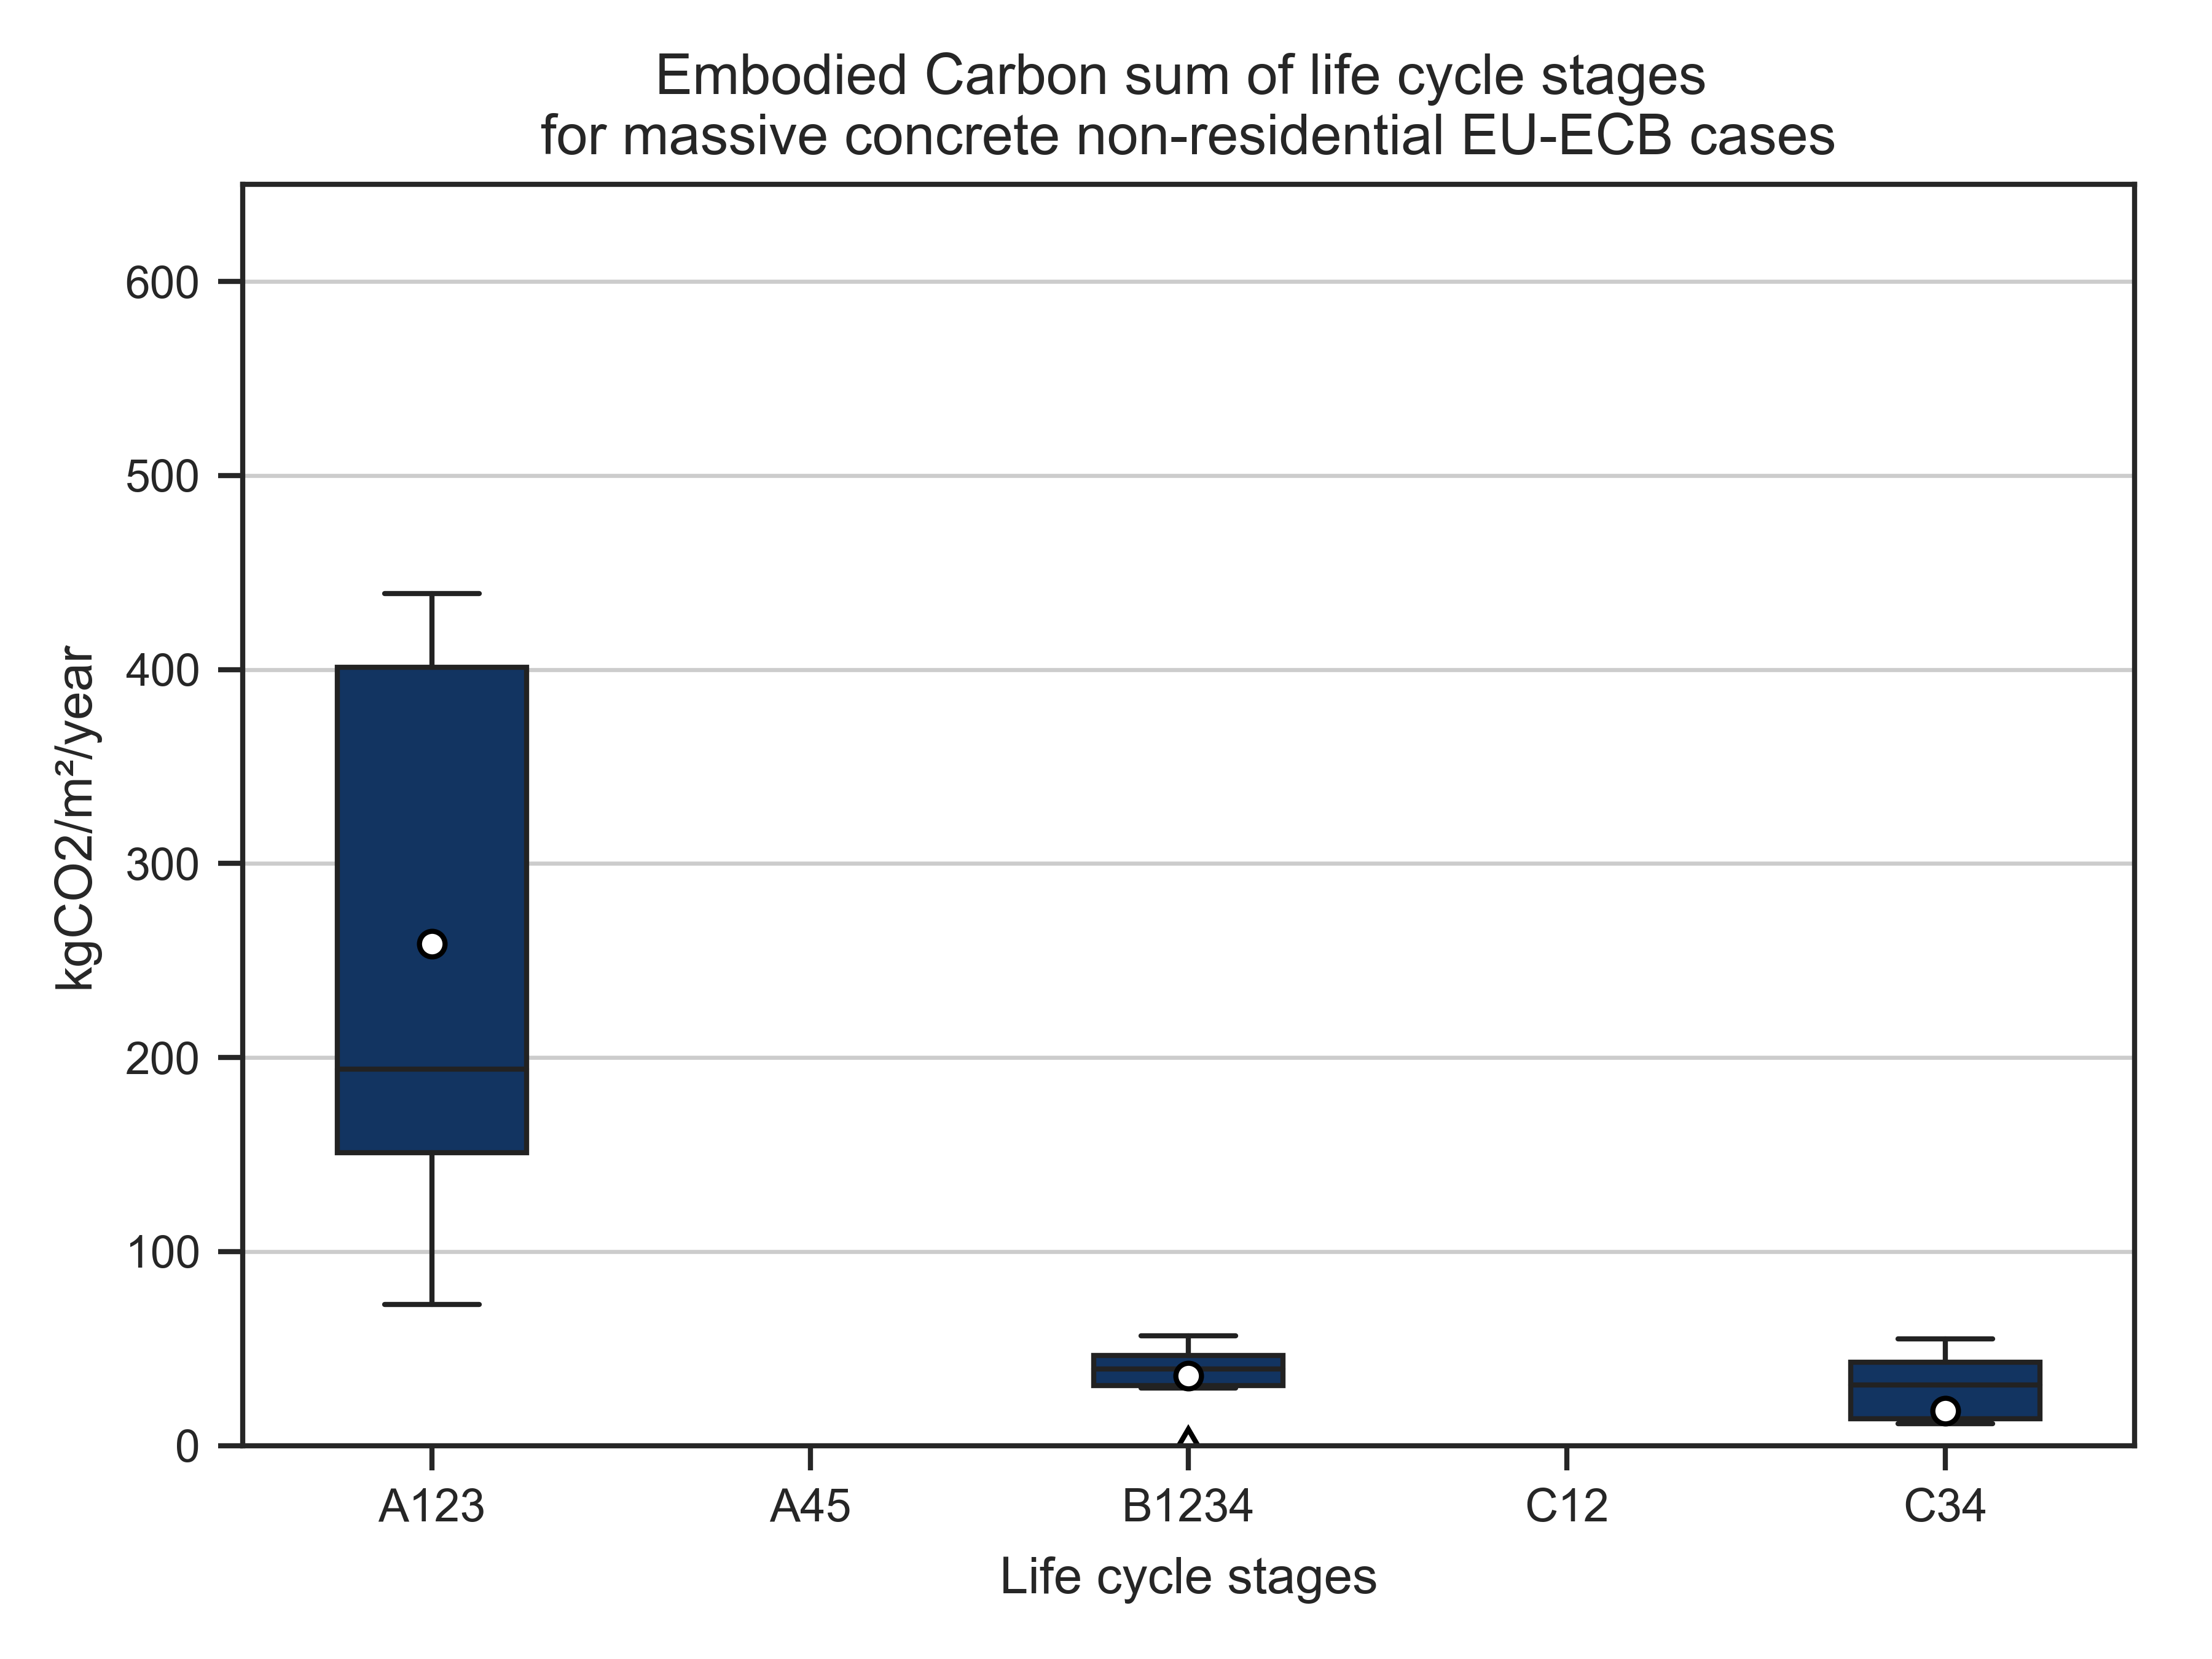 Embodied Carbon sum of life cycle stages
for massive concrete non-residential EU-ECB cases
kgCO2/m²/year
600
500
400
300
200
100
0
A123 A45 B1234 C12 C34
Life cycle stages